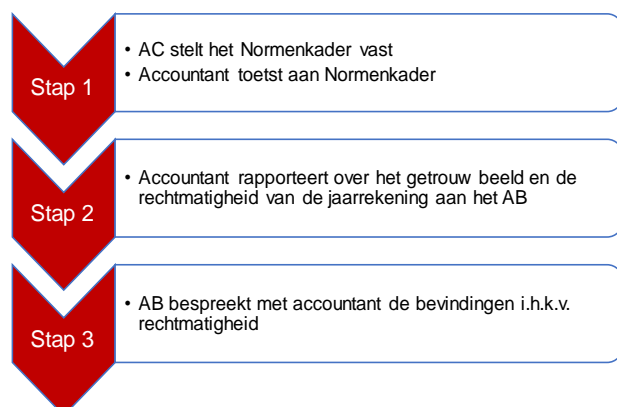 Stap 1
• AC stelt het Normenkader vast
• Accountant toetst aan Normenkader
Stap 2
• Accountant rapporteert over het getrouw beeld en de
rechtmatigheid van de jaarrekening aan het AB
Stap 3
• AB bespreekt met accountant de bevindingen i.h.k.v.
rechtmatigheid